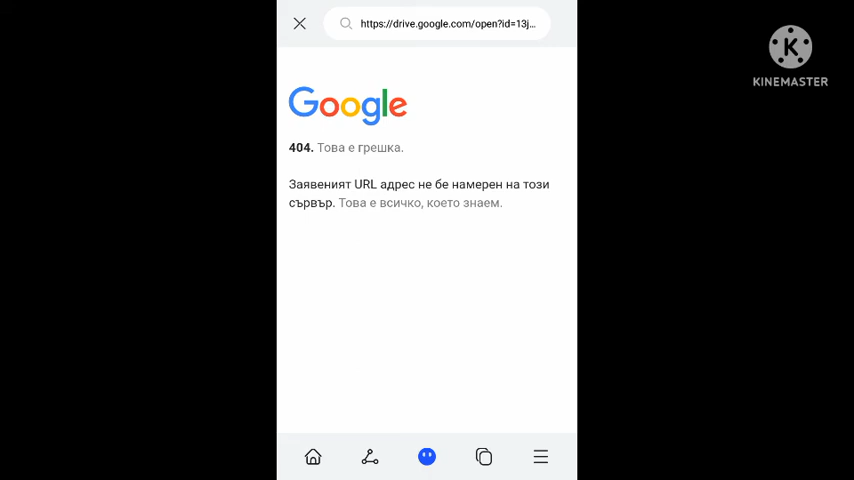 https://drive.google.com/open?id=13j...
KINEMASTER
Google
404. Това е грешка.
Заявеният URL адрес не бе намерен на този
сървър. Това е всичко, което знаем.